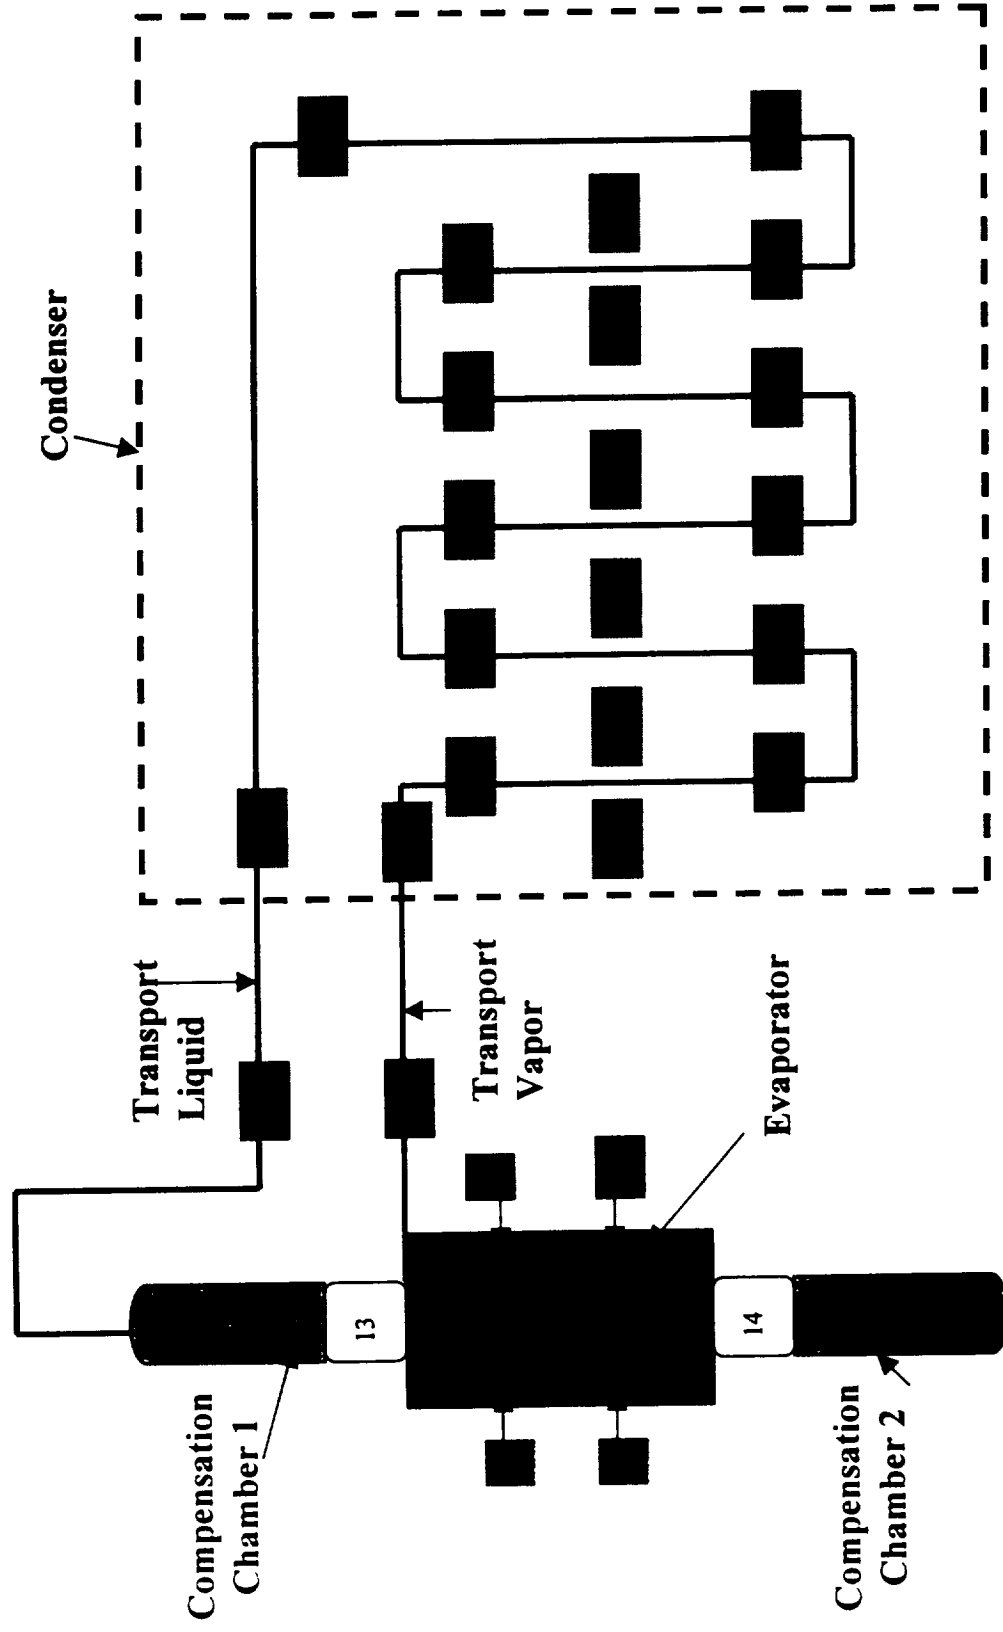 Condenser
Transport
Liquid
Transport
Vapor
Evaporator
Compensation
Chamber 1
13
14
Compensation
Chamber 2